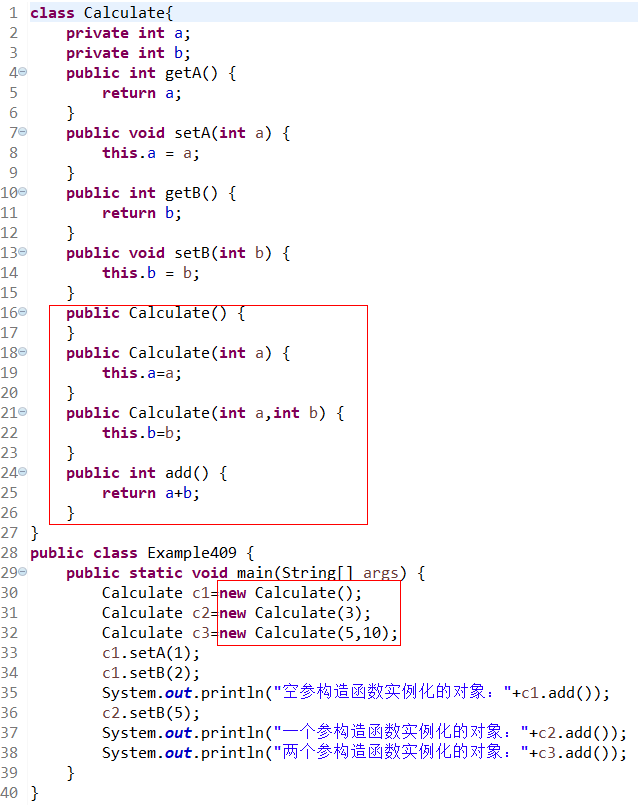 1 class Calculate{
2     private int a;
3     private int b;
4     public int getA() {
5         return a;
6     }
7     public void setA(int a) {
8         this.a = a;
9     }
10     public int getB() {
11         return b;
12     }
13     public void setB(int b) {
14         this.b = b;
15     }
16     public Calculate() {
17     }
18     public Calculate(int a) {
19         this.a=a;
20     }
21     public Calculate(int a,int b) {
22         this.b=b;
23     }
24     public int add() {
25         return a+b;
26     }
27 }
28 public class Example409 {
29     public static void main(String[] args) {
30         Calculate c1=new Calculate();
31         Calculate c2=new Calculate(3);
32         Calculate c3=new Calculate(5,10);
33         c1.setA(1);
34         c1.setB(2);
35         System.out.println("空参构造函数实例化的对象："+c1.add());
36         c2.setB(5);
37         System.out.println("一个参构造函数实例化的对象："+c2.add());
38         System.out.println("两个参构造函数实例化的对象："+c3.add());
39     }
40 }